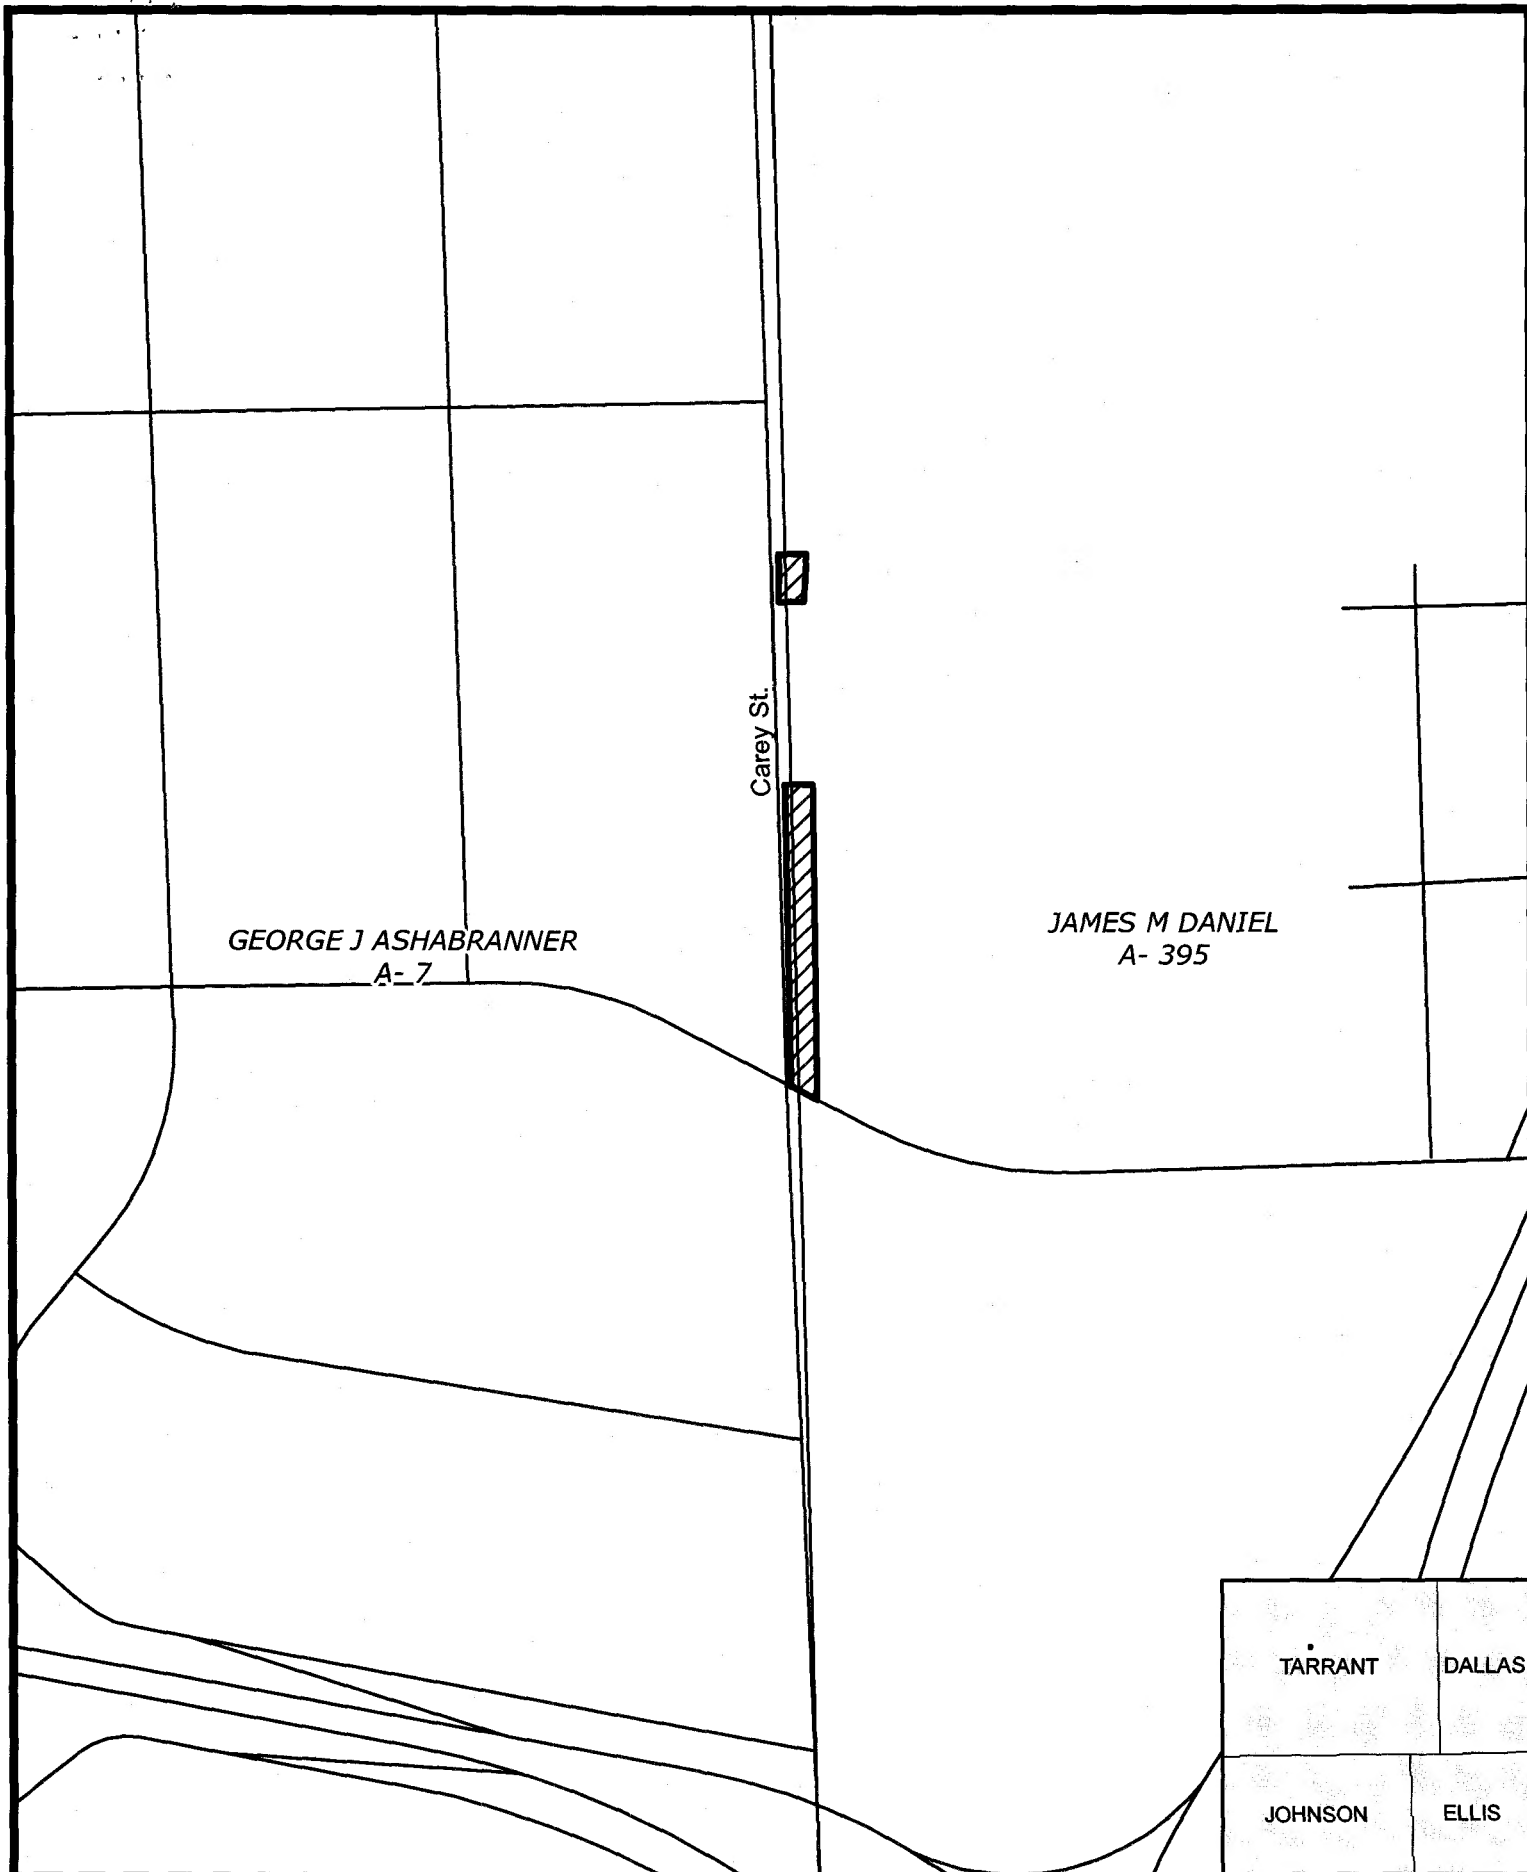 Carey St.
GEORGE J ASHABRANNER
A- 7
JAMES M DANIEL
A- 395
TARRANT
DALLAS
JOHNSON
ELLIS